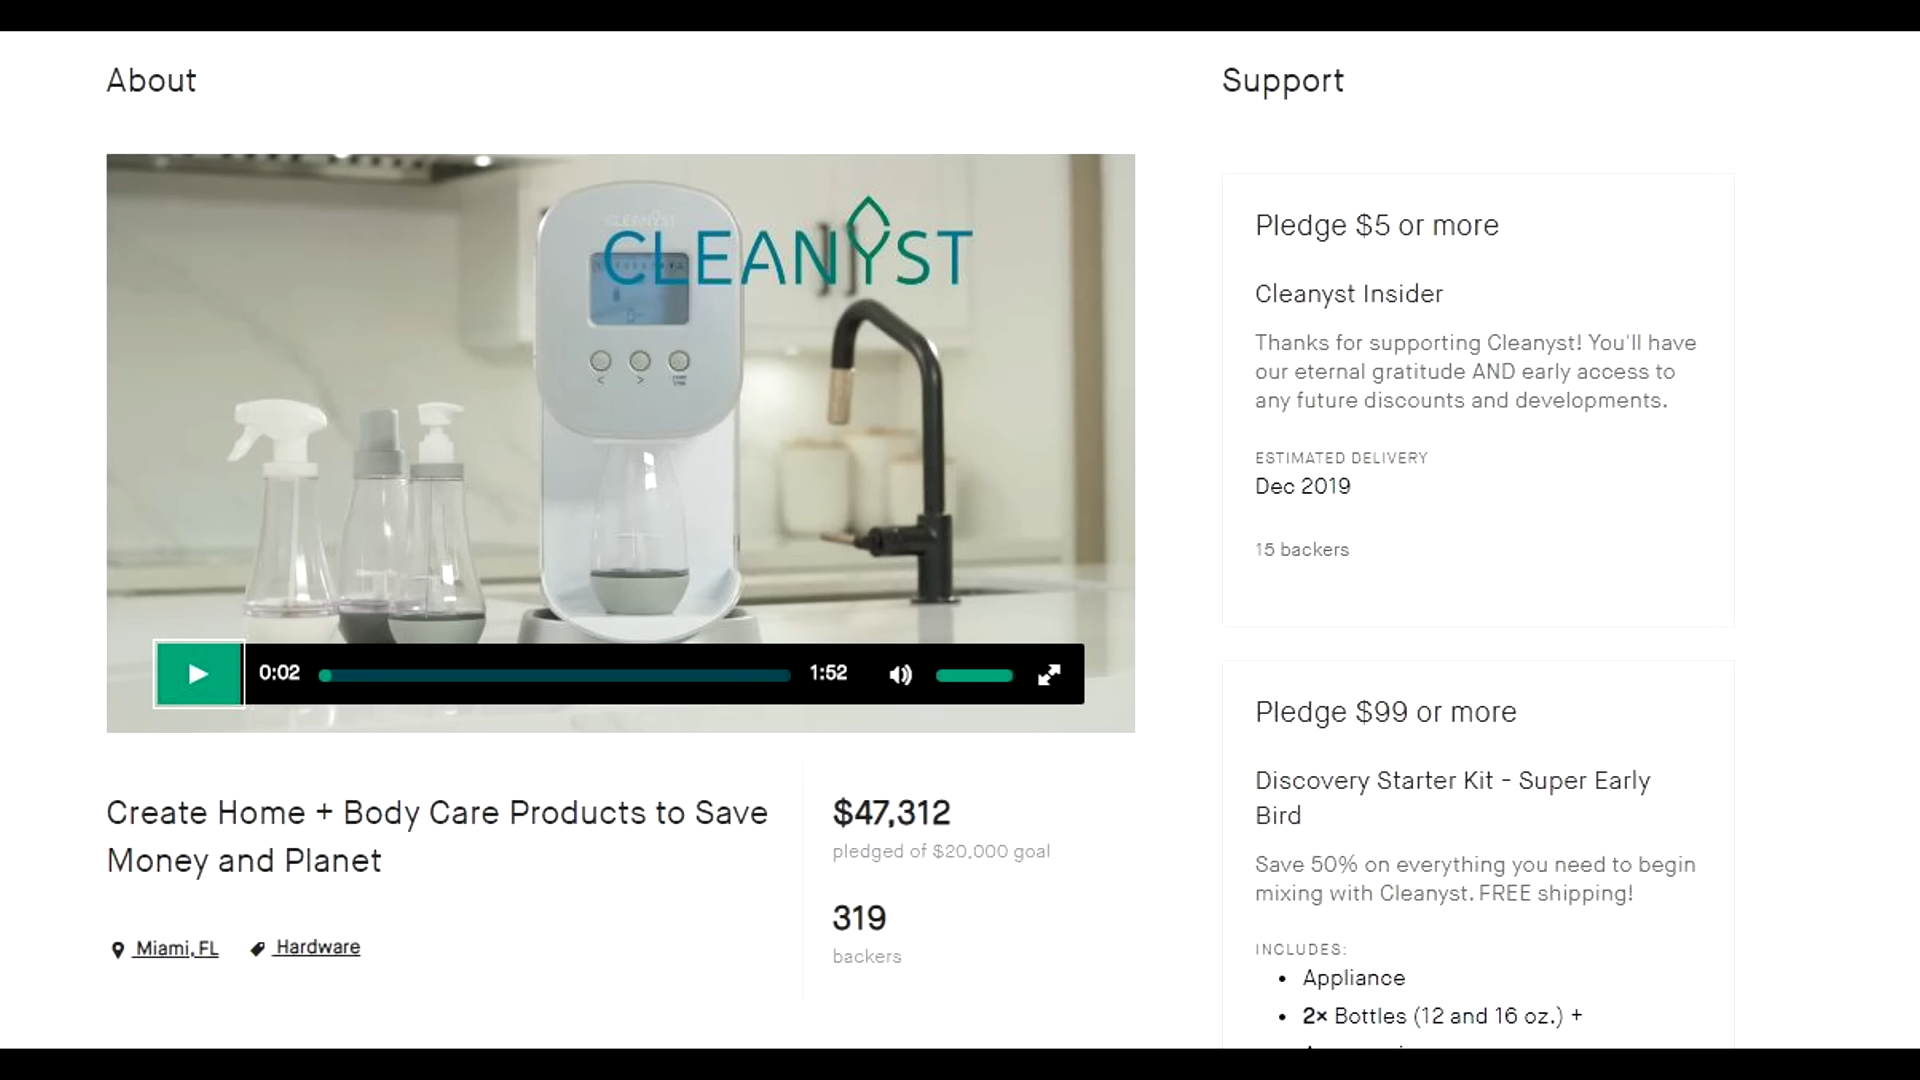 About
Support
CLEANYST
CLEANYST
< >
0:02
1:52
Create Home + Body Care Products to Save
Money and Planet
Miami, FL
Hardware
$47,312
pledged of $20,000 goal
319
backers
Pledge $5 or more
Cleanyst Insider
Thanks for supporting Cleanyst! You'll have
our eternal gratitude AND early access to
any future discounts and developments.
ESTIMATED DELIVERY
Dec 2019
15 backers
Pledge $99 or more
Discovery Starter Kit - Super Early
Bird
Save 50% on everything you need to begin
mixing with Cleanyst. FREE shipping!
INCLUDES:
• Appliance
• 2× Bottles (12 and 16 oz.) +